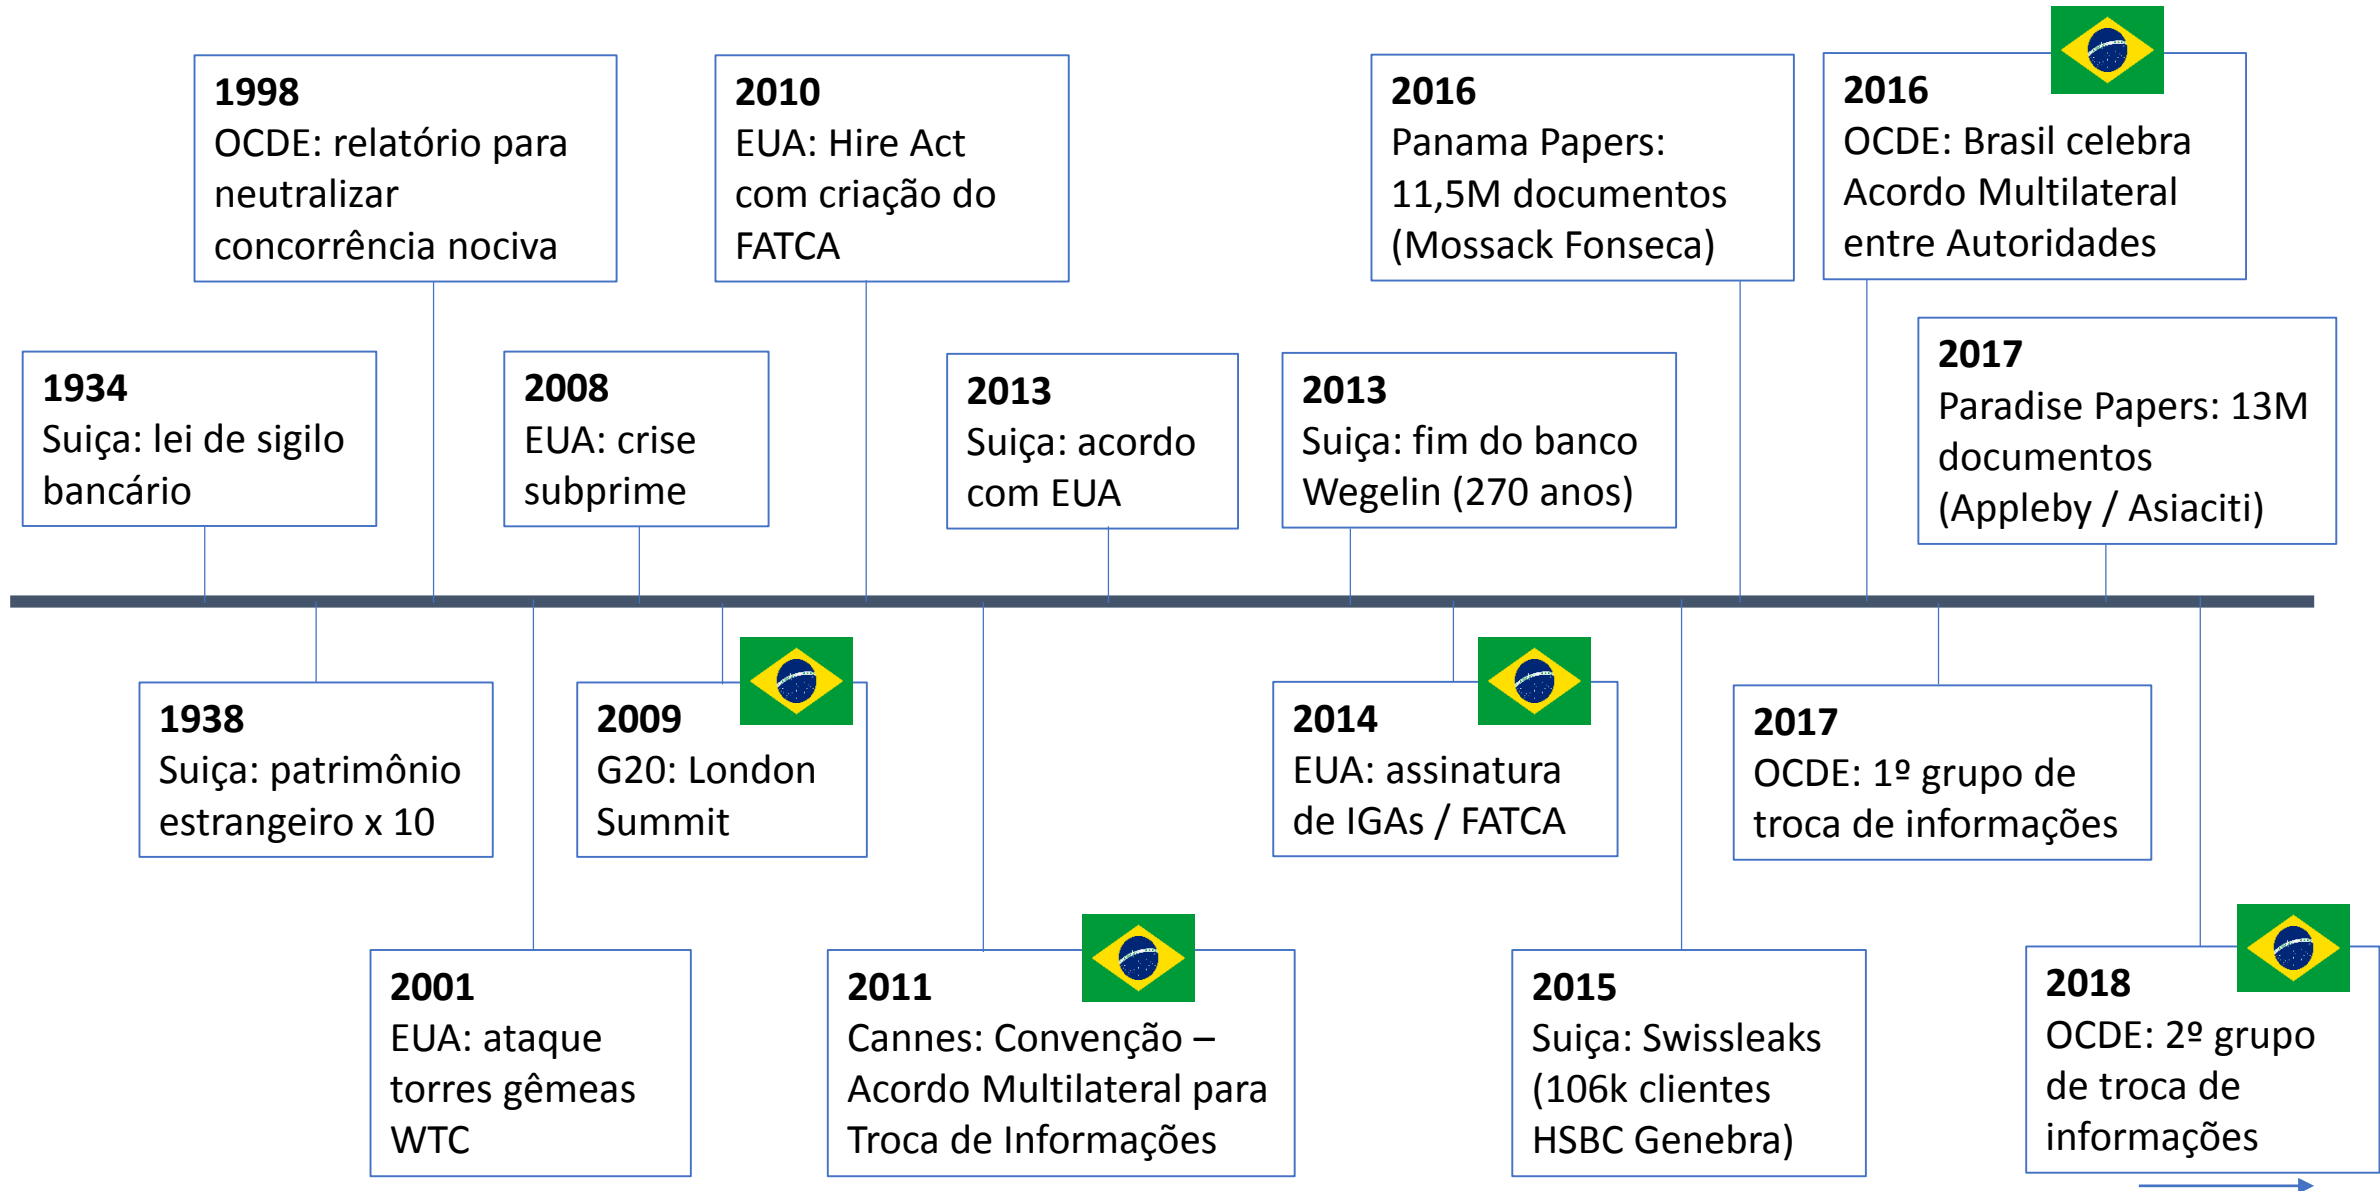 1998
OCDE: relatório para
neutralizar
concorrência nociva
2010
EUA: Hire Act
com criação do
FATCA
2016
Panama Papers:
11,5M documentos
(Mossack Fonseca)
2016
OCDE: Brasil celebra
Acordo Multilateral
entre Autoridades
1934
Suiça: lei de sigilo
bancário
2008
EUA: crise
subprime
2013
Suiça: acordo
com EUA
2013
Suiça: fim do banco
Wegelin (270 anos)
2017
Paradise Papers: 13M
documentos
(Appleby / Asiaciti)
1938
Suiça: patrimônio
estrangeiro x 10
2009
G20: London
Summit
2014
EUA: assinatura
de IGAs / FATCA
2017
OCDE: 1º grupo de
troca de informações
2001
EUA: ataque
torres gêmeas
WTC
2011
Cannes: Convenção –
Acordo Multilateral para
Troca de Informações
2015
Suiça: Swissleaks
(106k clientes
HSBC Genebra)
2018
OCDE: 2º grupo
de troca de
informações